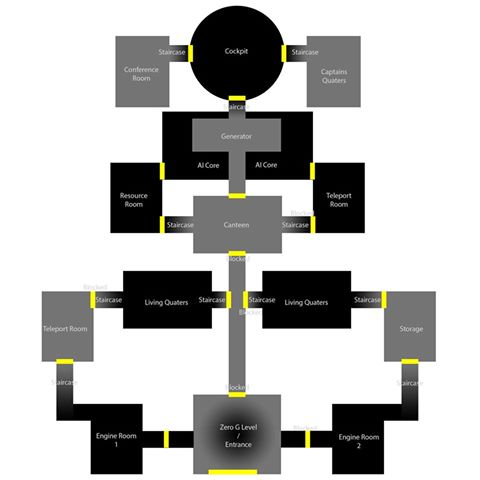 Cockpit
Staircase
Staircase
Conference
Room
Captains
Quaters
Staircase
Generator
AI Core
AI Core
Resource
Room
Teleport
Room
Blocked
Staircase
Canteen
Staircase
Blocked
Blocked
Staircase
Living Quaters
Staircase
Staircase
Living Quaters
Staircase
Blocked
Teleport Room
Storage
Staircase
Staircase
Blocked
Zero G Level
/
Entrance
Engine Room
1
Blocked
Engine Room
2